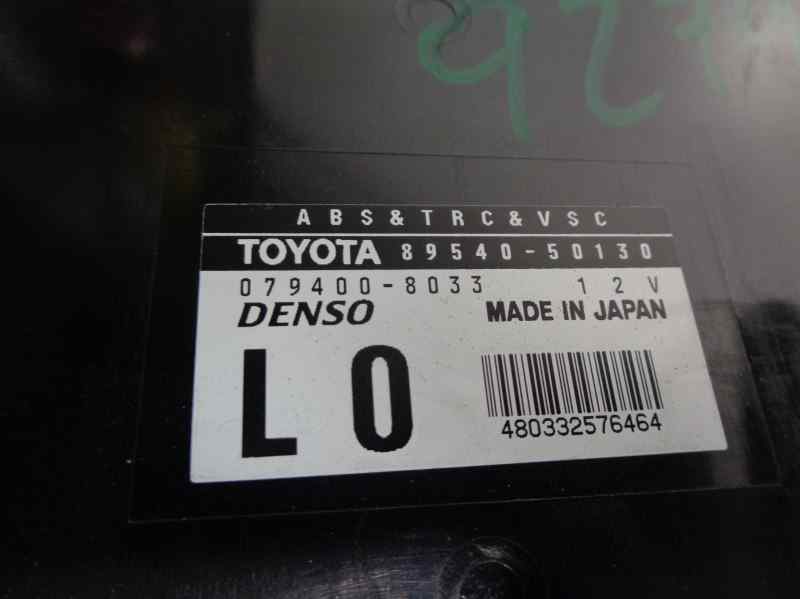 ABS&TRC&VSC
TOYOTA 89540-50130
079400-8033 12V
DENSO MADE IN JAPAN
L0
480332576464